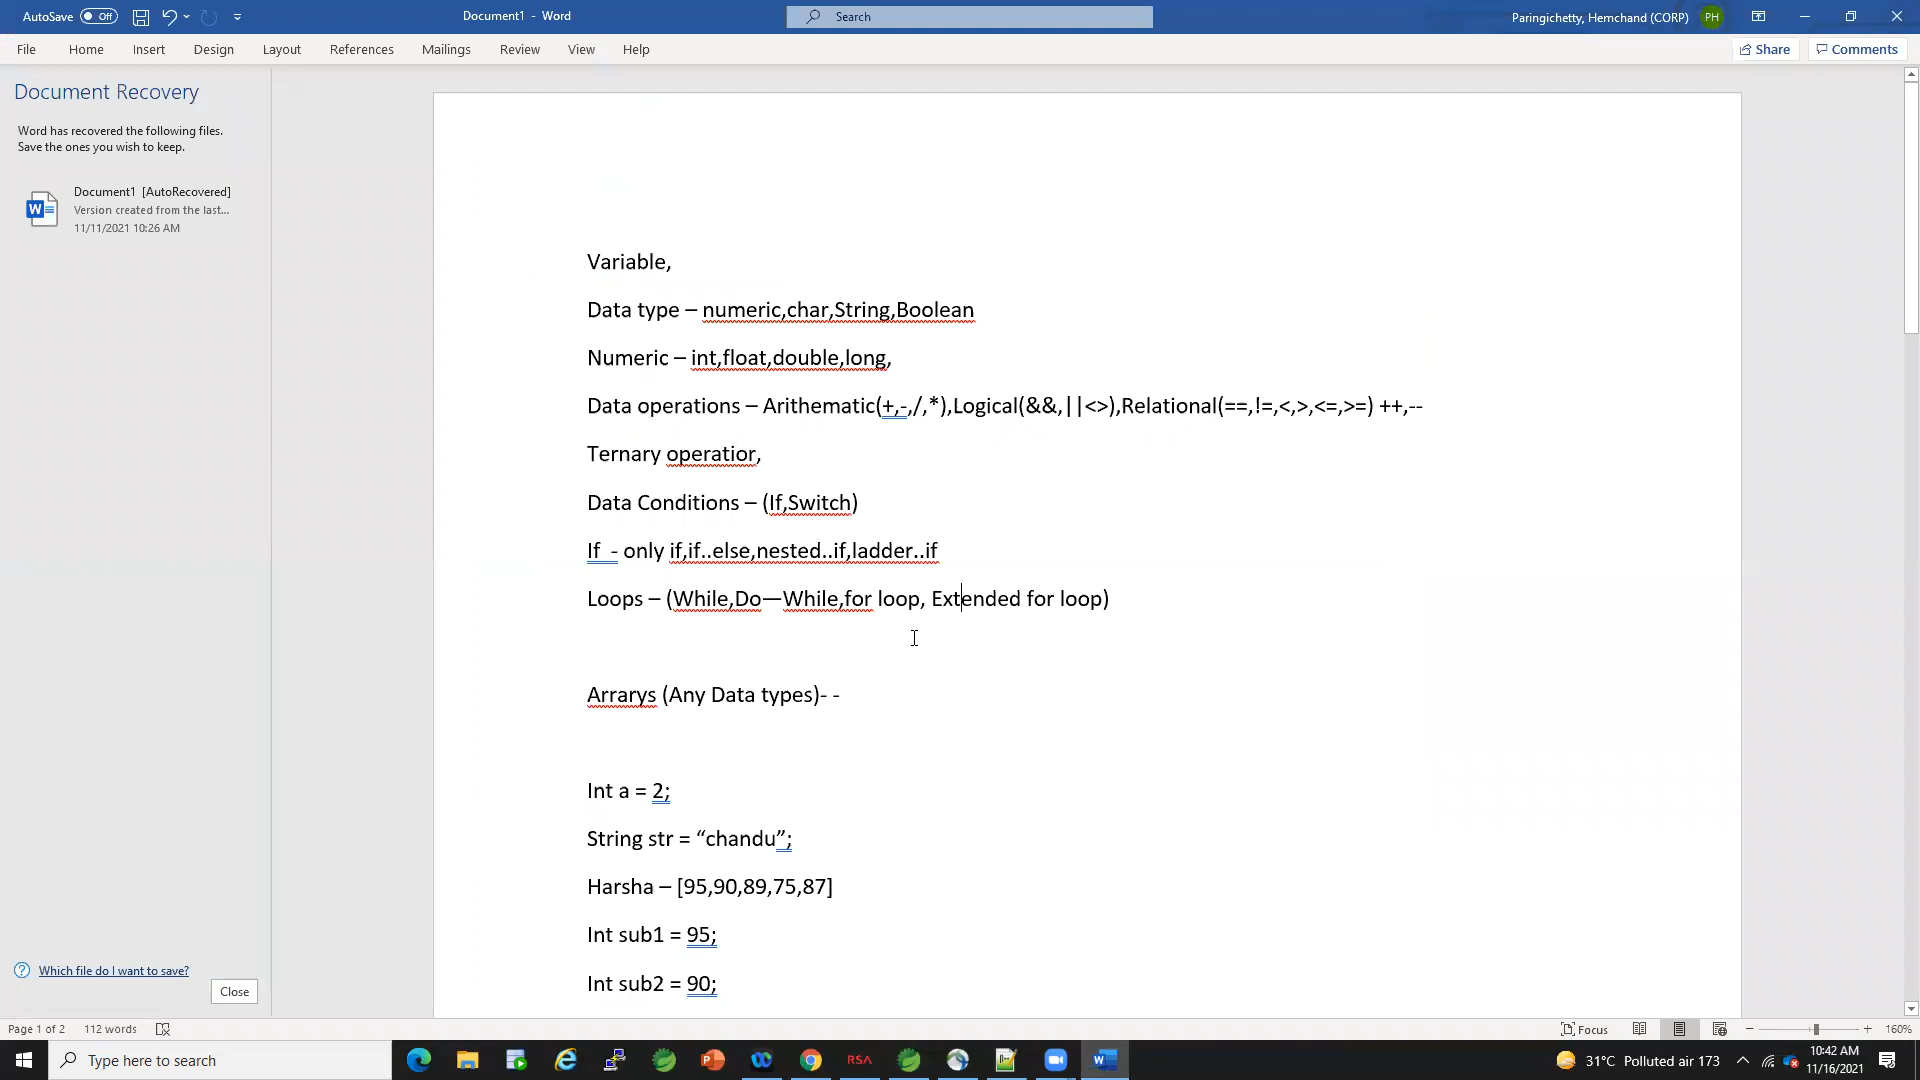 AutoSave Off
Document1 - Word
Search
Paringichetty, Hemchand (CORP) PH
File Home Insert Design Layout References Mailings Review View Help
Share Comments
Document Recovery
Word has recovered the following files.
Save the ones you wish to keep.
Document1 [AutoRecovered]
Version created from the last...
11/11/2021 10:26 AM
Which file do I want to save?
Close
Variable,
Data type – numeric,char,String,Boolean
Numeric – int,float,double,long,
Data operations – Arithematic(+,-,/,*),Logical(&&,||<>),Relational(==,!=,<,>,<=,>=) ++,--
Ternary operatior,
Data Conditions – (If,Switch)
If - only if,if..else,nested..if,ladder..if
Loops – (While,Do—While,for loop, Extended for loop)
Arrarys (Any Data types)- -
Int a = 2;
String str = “chandu”;
Harsha – [95,90,89,75,87]
Int sub1 = 95;
Int sub2 = 90;
Page 1 of 2 112 words
Focus
160%
Type here to search
RSA
31°C Polluted air 173
10:42 AM
11/16/2021